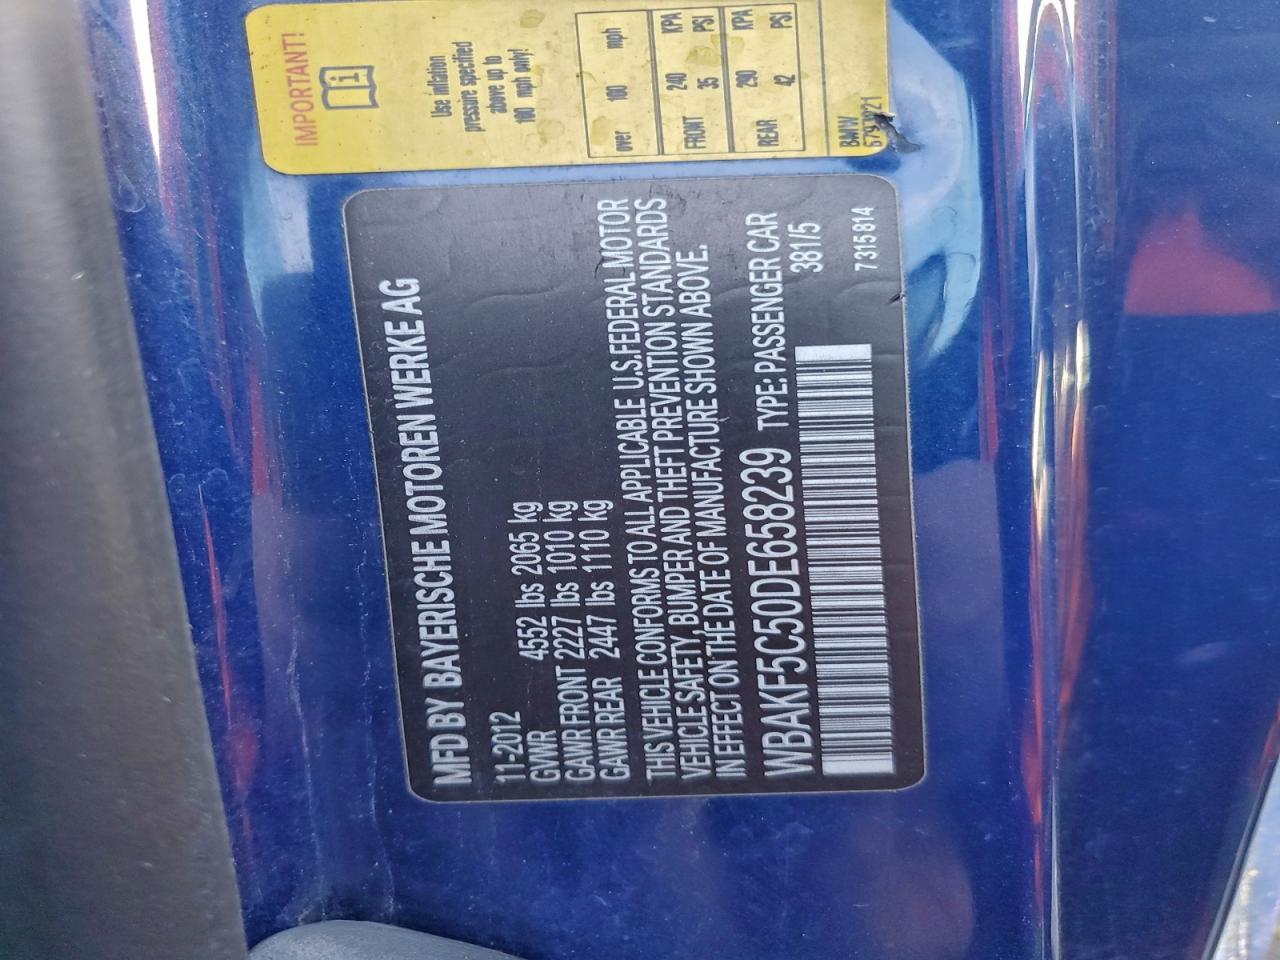 MFD BY BAYERISCHE MOTOREN WERKE AG
11-2012
GVWR 4552 lbs 2065 kg
GAWR FRONT 2227 lbs 1010 kg
GAWR REAR 2447 lbs 1110 kg
THIS VEHICLE CONFORMS TO ALL APPLICABLE U.S.FEDERAL MOTOR
VEHICLE SAFETY, BUMPER AND THEFT PREVENTION STANDARDS
IN EFFECT ON THE DATE OF MANUFACTURE SHOWN ABOVE.
WBAKF5C50DE658239 TYPE: PASSENGER CAR
381/5
7 315 814
IMPORTANT!
i
Use inflation
pressure specified
above up to
100 mph only!
over 100 mph
FRONT 240 KPA
35 PSI
REAR 290 KPA
42 PSI
BMW